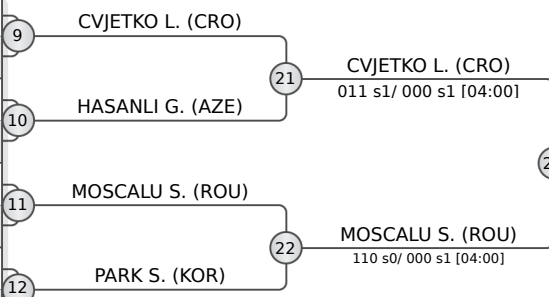 9
CVJETKO L. (CRO)
21
CVJETKO L. (CRO)
011 s1/ 000 s1 [04:00]
10
HASANLI G. (AZE)
11
MOSCALU S. (ROU)
22
MOSCALU S. (ROU)
110 s0/ 000 s1 [04:00]
12
PARK S. (KOR)